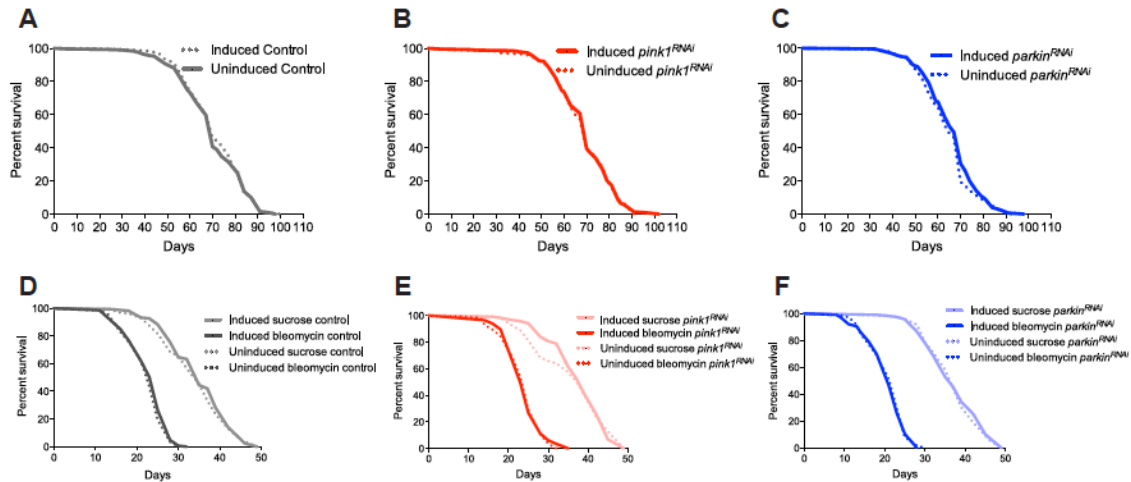 A
Percent survival
100
80
60
40
20
0
0 10 20 30 40 50 60 70 80 90 100 110
Days
Induced Control
Uninduced Control
B
Percent survival
100
80
60
40
20
0
0 10 20 30 40 50 60 70 80 90 100 110
Days
Induced pink1RNAi
Uninduced pink1RNAi
C
Percent survival
100
80
60
40
20
0
0 10 20 30 40 50 60 70 80 90 100 110
Days
Induced parkinRNAi
Uninduced parkinRNAi
D
Percent survival
100
80
60
40
20
0
0 10 20 30 40 50
Days
Induced sucrose control
Induced bleomycin control
Uninduced sucrose control
Uninduced bleomycin control
E
Percent survival
100
80
60
40
20
0
0 10 20 30 40 50
Days
Induced sucrose pink1RNAi
Induced bleomycin pink1RNAi
Uninduced sucrose pink1RNAi
Uninduced bleomycin pink1RNAi
F
Percent survival
100
80
60
40
20
0
0 10 20 30 40 50
Days
Induced sucrose parkinRNAi
Induced bleomycin parkinRNAi
Uninduced sucrose parkinRNAi
Uninduced bleomycin parkinRNAi